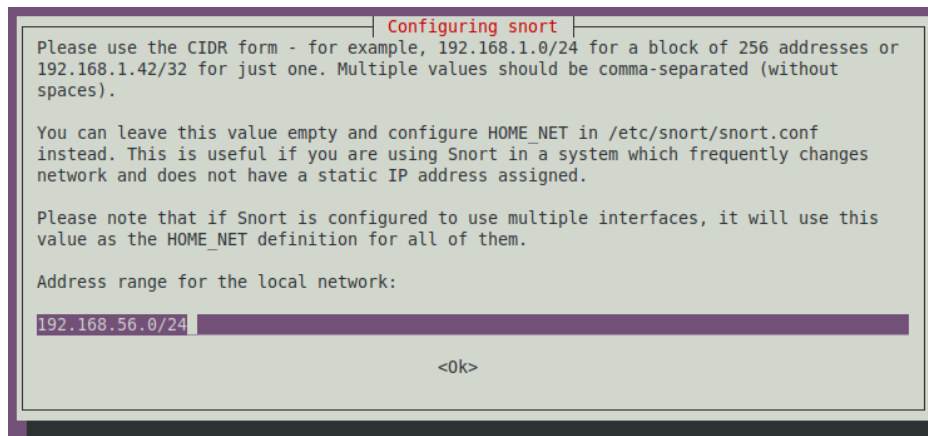 Configuring snort
Please use the CIDR form - for example, 192.168.1.0/24 for a block of 256 addresses or
192.168.1.42/32 for just one. Multiple values should be comma-separated (without
spaces).
You can leave this value empty and configure HOME_NET in /etc/snort/snort.conf
instead. This is useful if you are using Snort in a system which frequently changes
network and does not have a static IP address assigned.
Please note that if Snort is configured to use multiple interfaces, it will use this
value as the HOME_NET definition for all of them.
Address range for the local network:
192.168.56.0/24
<Ok>